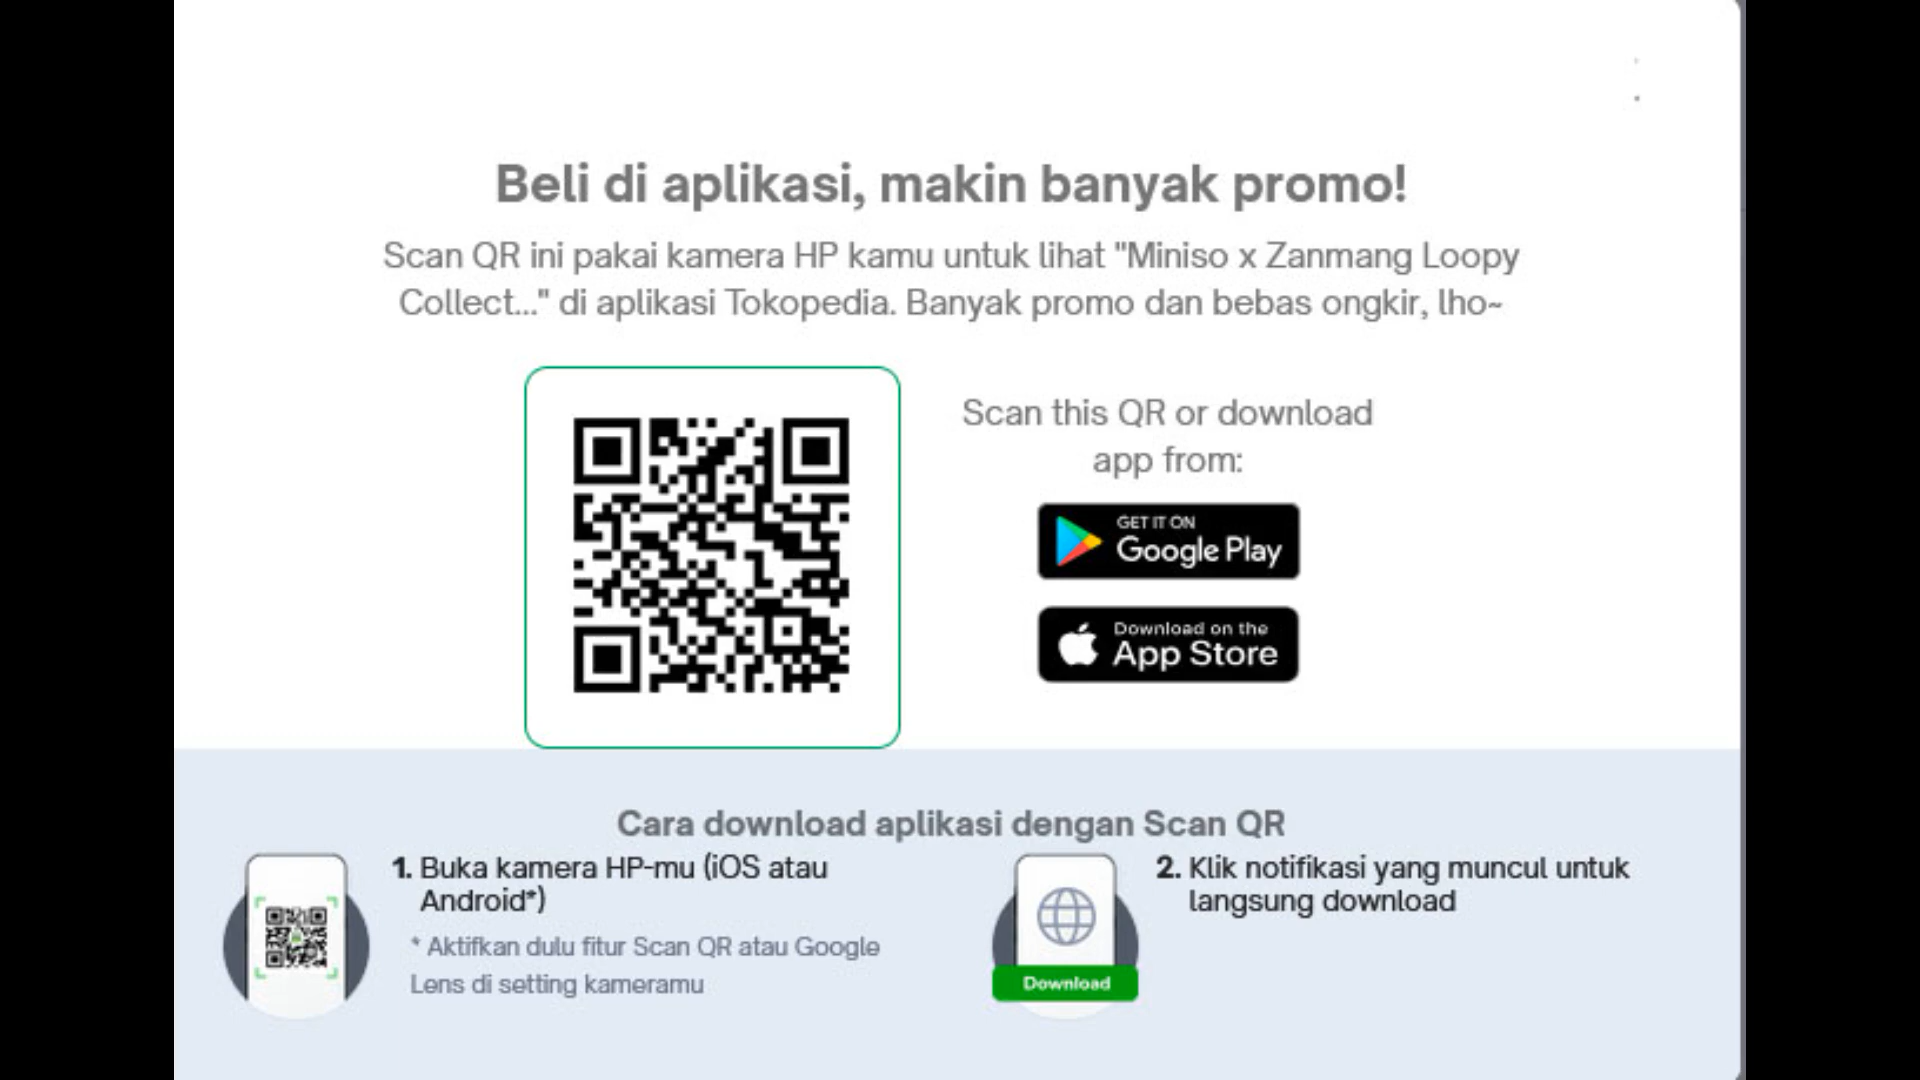 Beli di aplikasi, makin banyak promo!
Scan QR ini pakai kamera HP kamu untuk lihat "Miniso x Zanmang Loopy
Collect..." di aplikasi Tokopedia. Banyak promo dan bebas ongkir, lho~
Scan this QR or download
app from:
GET IT ON
Google Play
Download on the
App Store
Cara download aplikasi dengan Scan QR
1. Buka kamera HP-mu (iOS atau
Android*)
* Aktifkan dulu fitur Scan QR atau Google
Lens di setting kameramu
2. Klik notifikasi yang muncul untuk
langsung download
Download